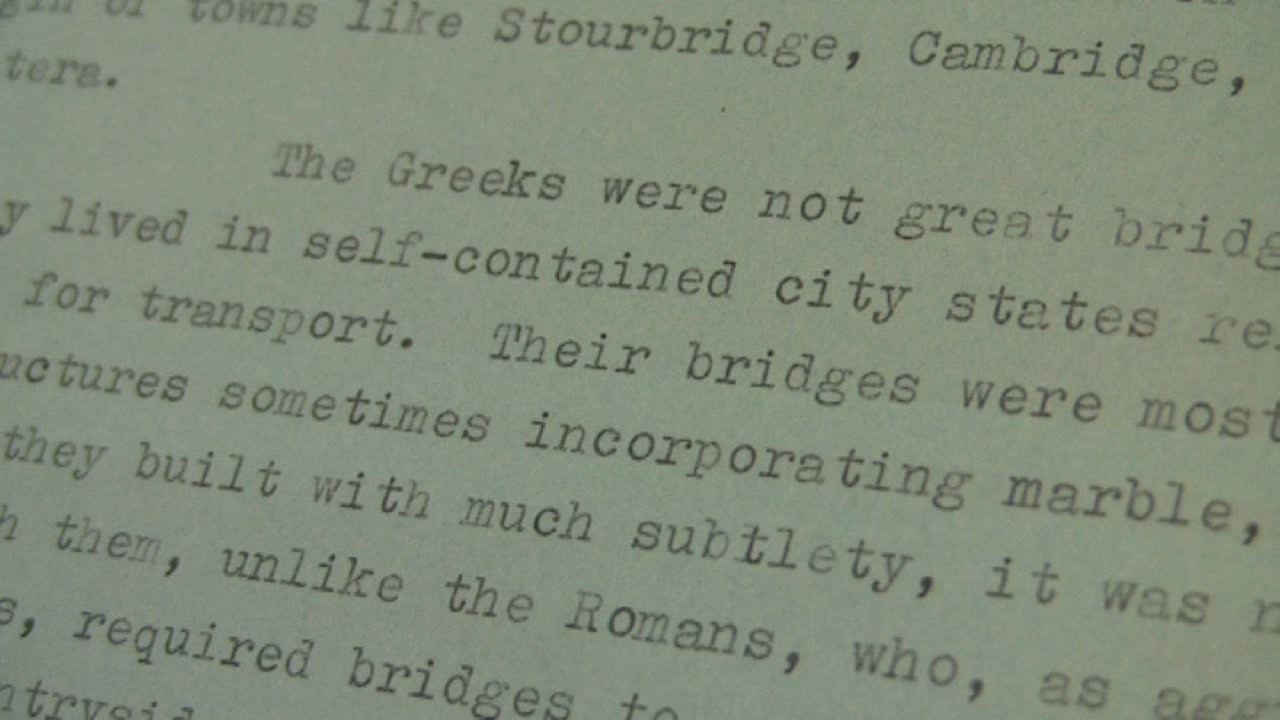 of towns like Stourbridge, Cambridge,
tera.
The Greeks were not great
y lived in self-contained city states
for transport. Their bridges were most
uctures sometimes incorporating marble,
they built with much subtlety, it was
h them, unlike the Romans, who, as
s, required bridges to